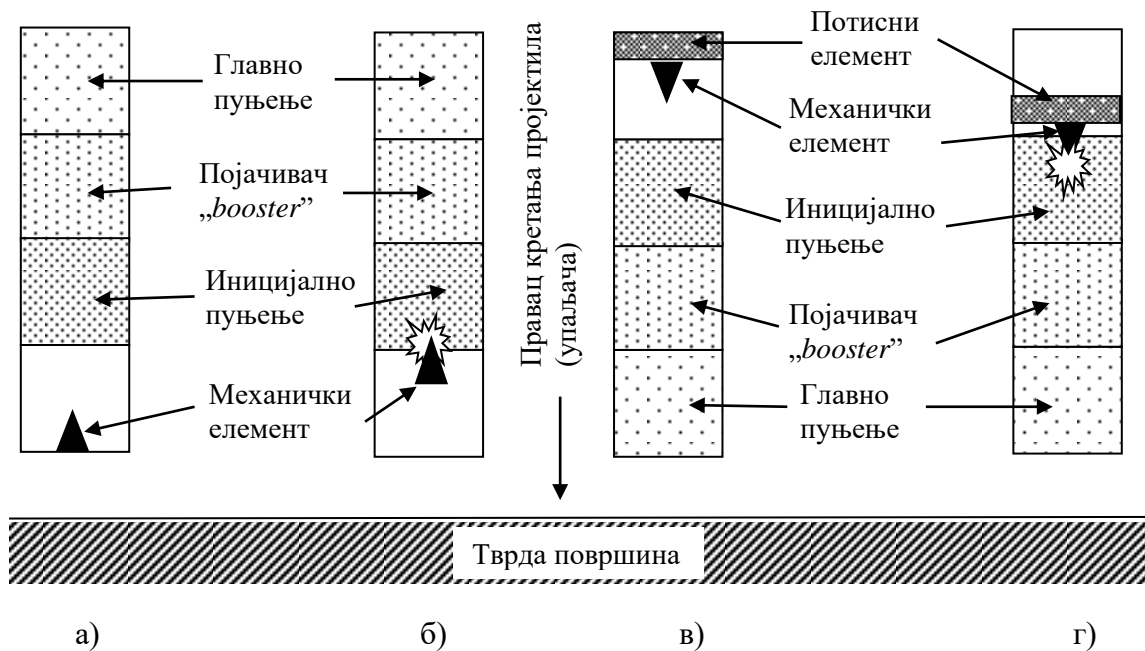 Главно
пуњење
Појачивач
„booster”
Иницијално
пуњење
Механички
елемент
Правац кретања пројектила
(упаљача)
Потисни
елемент
Механички
елемент
Иницијално
пуњење
Појачивач
„booster”
Главно
пуњење
Тврда површина
а) б) в) г)